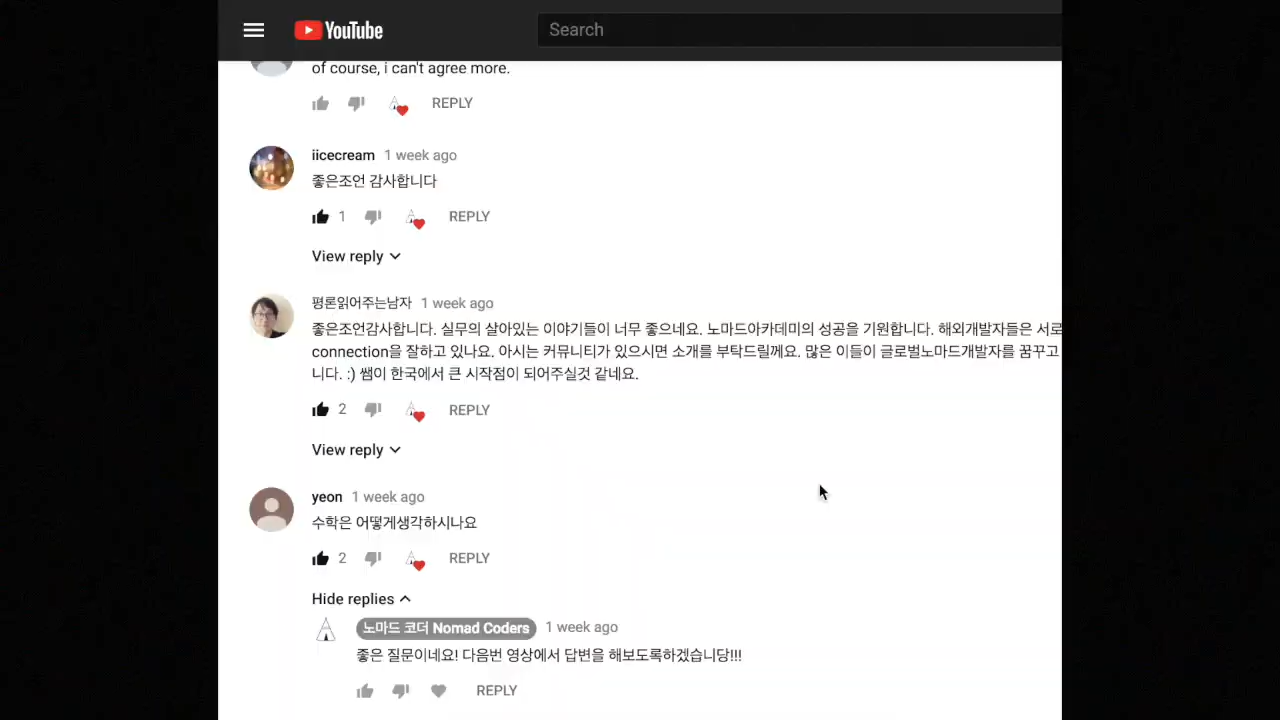 YouTube
Search
of course, i can't agree more.
REPLY
iicecream 1 week ago
좋은조언 감사합니다
1 REPLY
View reply
평론읽어주는남자 1 week ago
좋은조언감사합니다. 실무의 살아있는 이야기들이 너무 좋으네요. 노마드아카데미의 성공을 기원합니다. 해외개발자들은 서로
connection을 잘하고 있나요. 아시는 커뮤니티가 있으시면 소개를 부탁드릴께요. 많은 이들이 글로벌노마드개발자를 꿈꾸고
니다. :) 쌤이 한국에서 큰 시작점이 되어주실것 같네요.
2 REPLY
View reply
yeon 1 week ago
수학은 어떻게생각하시나요
2 REPLY
Hide replies
노마드 코더 Nomad Coders 1 week ago
좋은 질문이네요! 다음번 영상에서 답변을 해보도록하겠습니당!!!
REPLY